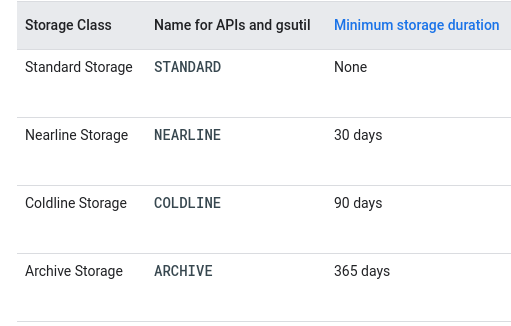 Storage Class Name for APIs and gsutil Minimum storage duration
Standard Storage STANDARD None
Nearline Storage NEARLINE 30 days
Coldline Storage COLDLINE 90 days
Archive Storage ARCHIVE 365 days